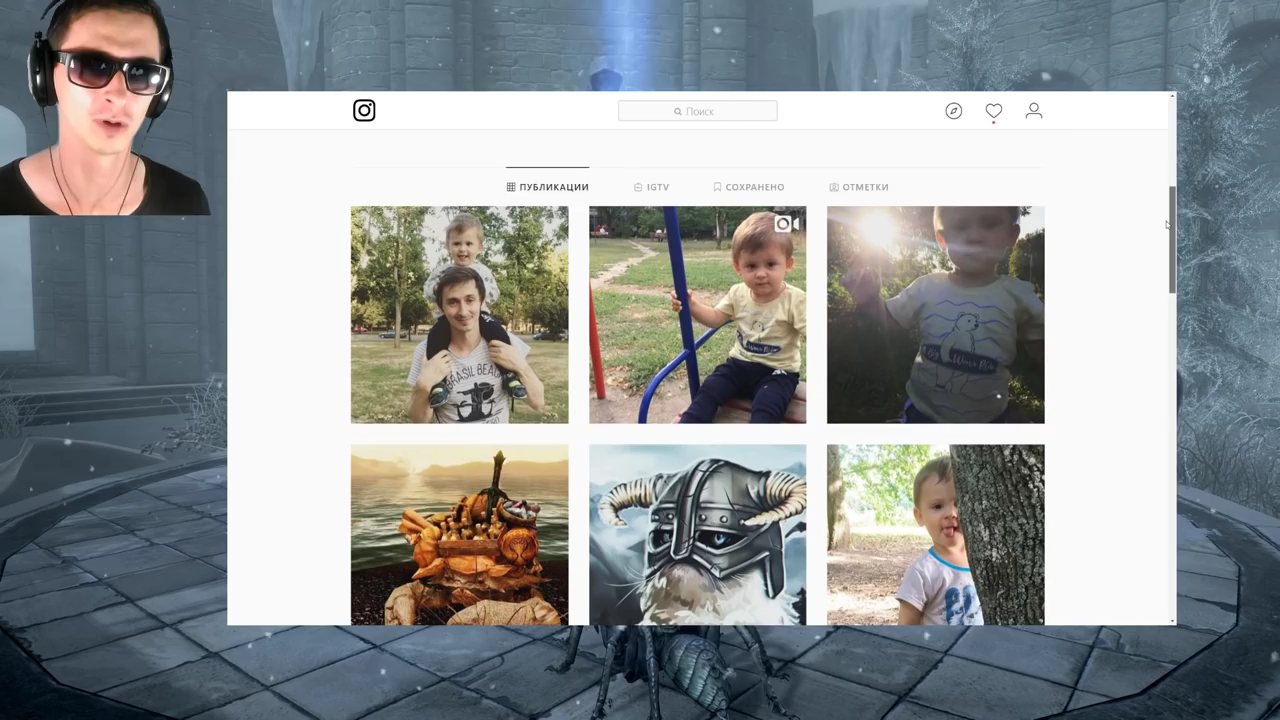 Поиск
ПУБЛИКАЦИИ
IGTV
СОХРАНЕНО
ОТМЕТКИ
BRASIL BEACH